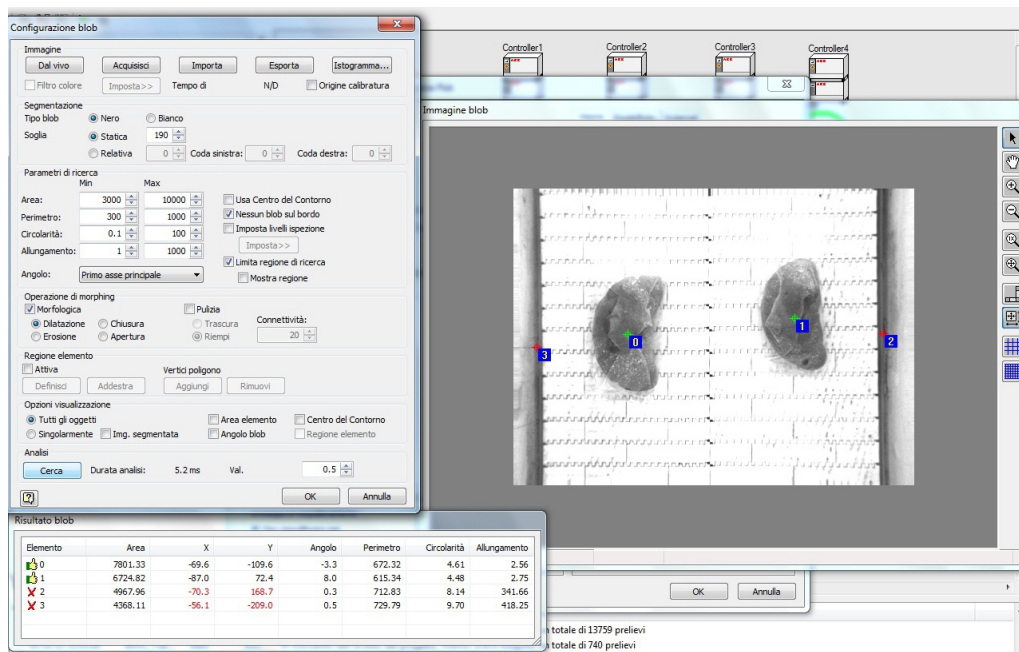 Configurazione blob
Immagine
Dal vivo Acquisisci Importa Esporta Istogramma...
Filtro colore Imposta>> Tempo di N/D Origine calibratura
Segmentazione
Tipo blob Nero Bianco
Soglia Statica 190
Relativa 0 Coda sinistra: 0 Coda destra: 0
Parametri di ricerca
Min Max
Area: 3000 10000 Usa Centro del Contorno
Perimetro: 300 1000 Nessun blob sul bordo
Circolarità: 0.1 100 Imposta livelli ispezione
Imposta>>
Allungamento: 1 1000
Limita regione di ricerca
Angolo: Primo asse principale Mostra regione
Operazione di morphing
Morfologica Pulizia
Dilatazione Chiusura Trascura Connettività:
Erosione Apertura Riempi 20
Regione elemento
Attiva Vertici poligono
Definisci Addestra Aggiungi Rimuovi
Opzioni visualizzazione
Tutti gli oggetti Area elemento Centro del Contorno
Singolarmente Img. segmentata Angolo blob Regione elemento
Analisi
Cerca Durata analisi: 5.2 ms Val. 0.5
OK Annulla
Controller1 Controller2 Controller3 Controller4
Immagine blob
0
1
2
3
Risultato blob
Elemento Area X Y Angolo Perimetro Circolarità Allungamento
0 7801.33 -69.6 -109.6 -3.3 672.32 4.61 2.56
1 6724.82 -87.0 72.4 8.0 615.34 4.48 2.75
2 4967.96 -70.3 168.7 0.3 712.83 8.14 341.66
3 4368.11 -56.1 -209.0 0.5 729.79 9.70 418.25
OK Annulla
totale di 13759 prelievi
totale di 740 prelievi